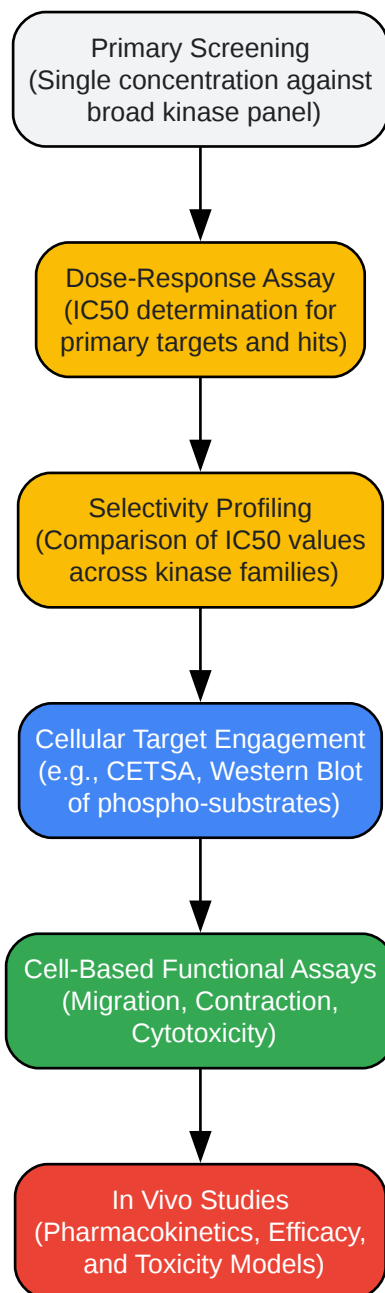 Primary Screening
(Single concentration against
broad kinase panel)
Dose-Response Assay
(IC50 determination for
primary targets and hits)
Selectivity Profiling
(Comparison of IC50 values
across kinase families)
Cellular Target Engagement
(e.g., CETSA, Western Blot
of phospho-substrates)
Cell-Based Functional Assays
(Migration, Contraction,
Cytotoxicity)
In Vivo Studies
(Pharmacokinetics, Efficacy,
and Toxicity Models)